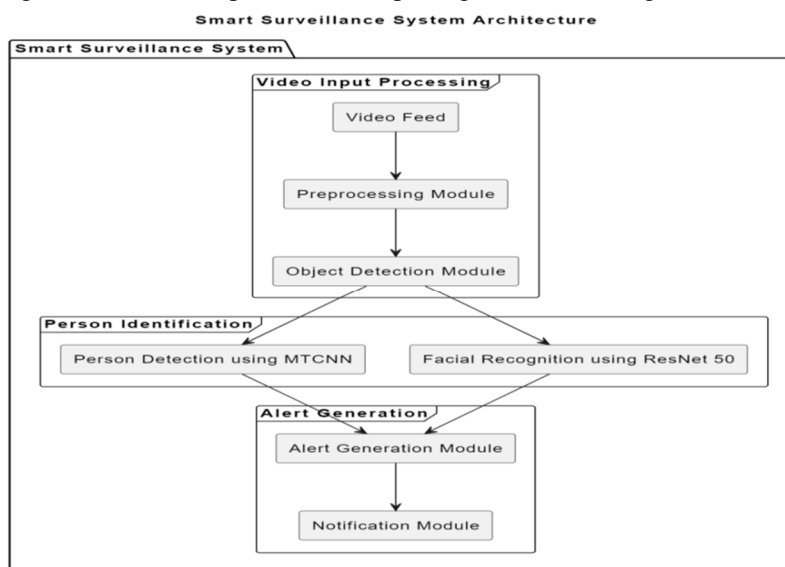 Smart Surveillance System Architecture
Smart Surveillance System
Video Input Processing
Video Feed
Preprocessing Module
Object Detection Module
Person Identification
Person Detection using MTCNN
Facial Recognition using ResNet 50
Alert Generation
Alert Generation Module
Notification Module